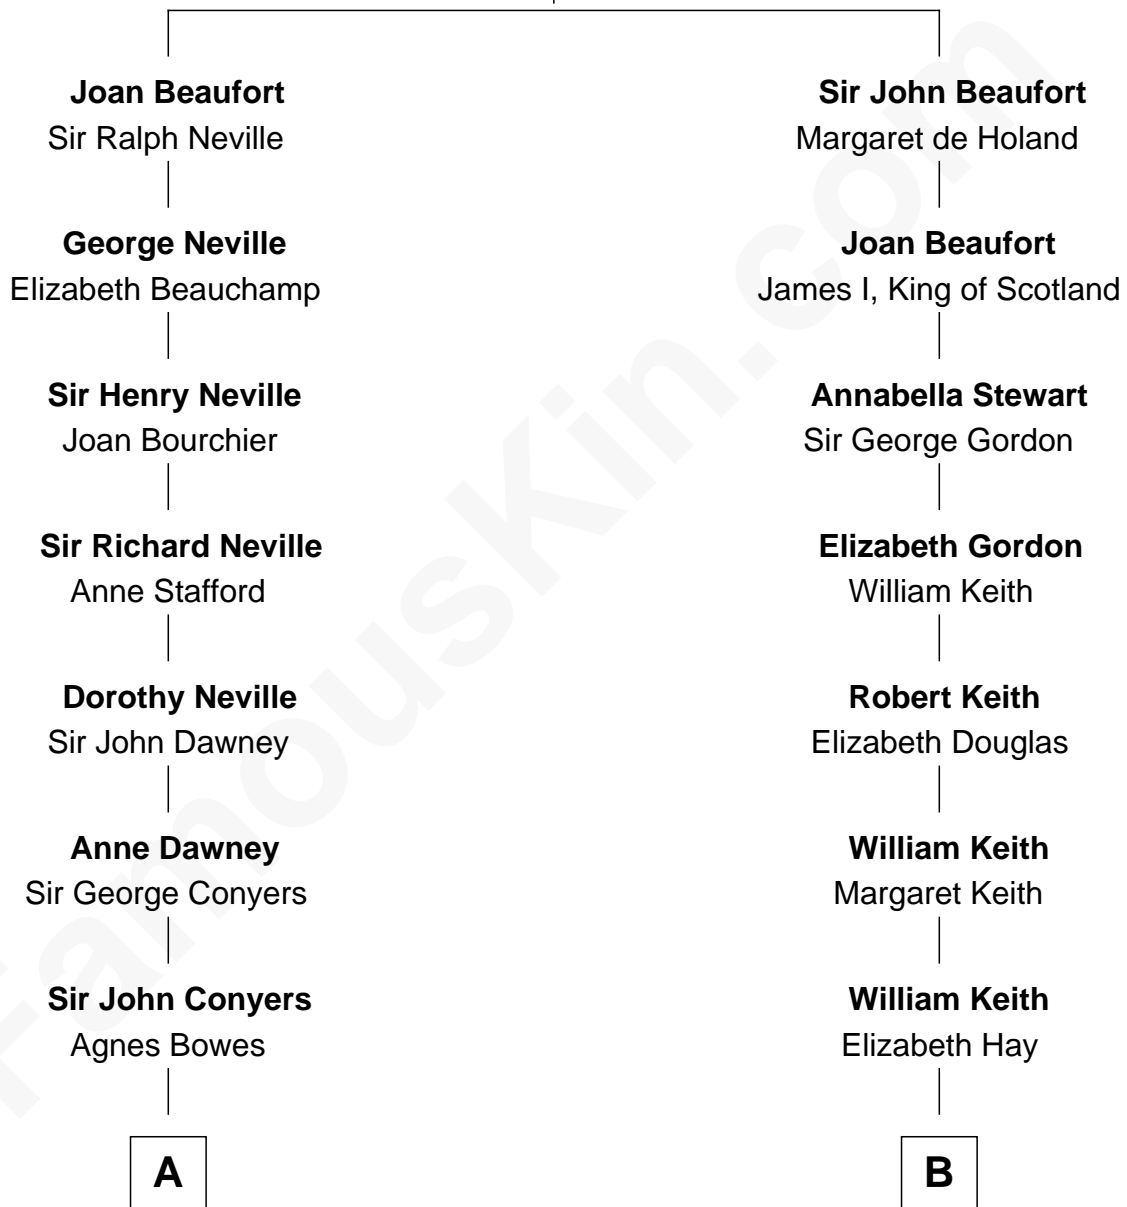 Joan Beaufort
Sir Ralph Neville
George Neville
Elizabeth Beauchamp
Sir Henry Neville
Joan Bourchier
Sir Richard Neville
Anne Stafford
Dorothy Neville
Sir John Dawney
Anne Dawney
Sir George Conyers
Sir John Conyers
Agnes Bowes
A
Sir John Beaufort
Margaret de Holand
Joan Beaufort
James I, King of Scotland
Annabella Stewart
Sir George Gordon
Elizabeth Gordon
William Keith
Robert Keith
Elizabeth Douglas
William Keith
Margaret Keith
William Keith
Elizabeth Hay
B
FamousKin.com